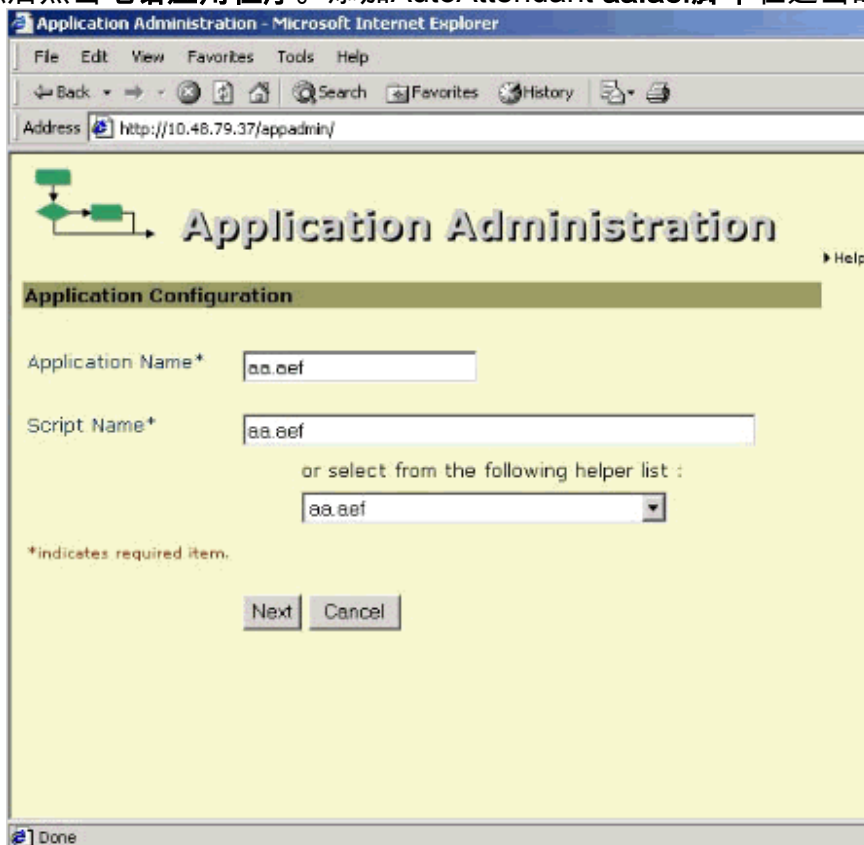 Application Administration - Microsoft Internet Explorer
File Edit View Favorites Tools Help
Back Search Favorites History
Address http://10.48.79.37/appadmin/
Application Administration
Help
Application Configuration
Application Name* aa.aef
Script Name* aa.aef
or select from the following helper list :
aa.aef
*indicates required item.
Next Cancel
Done